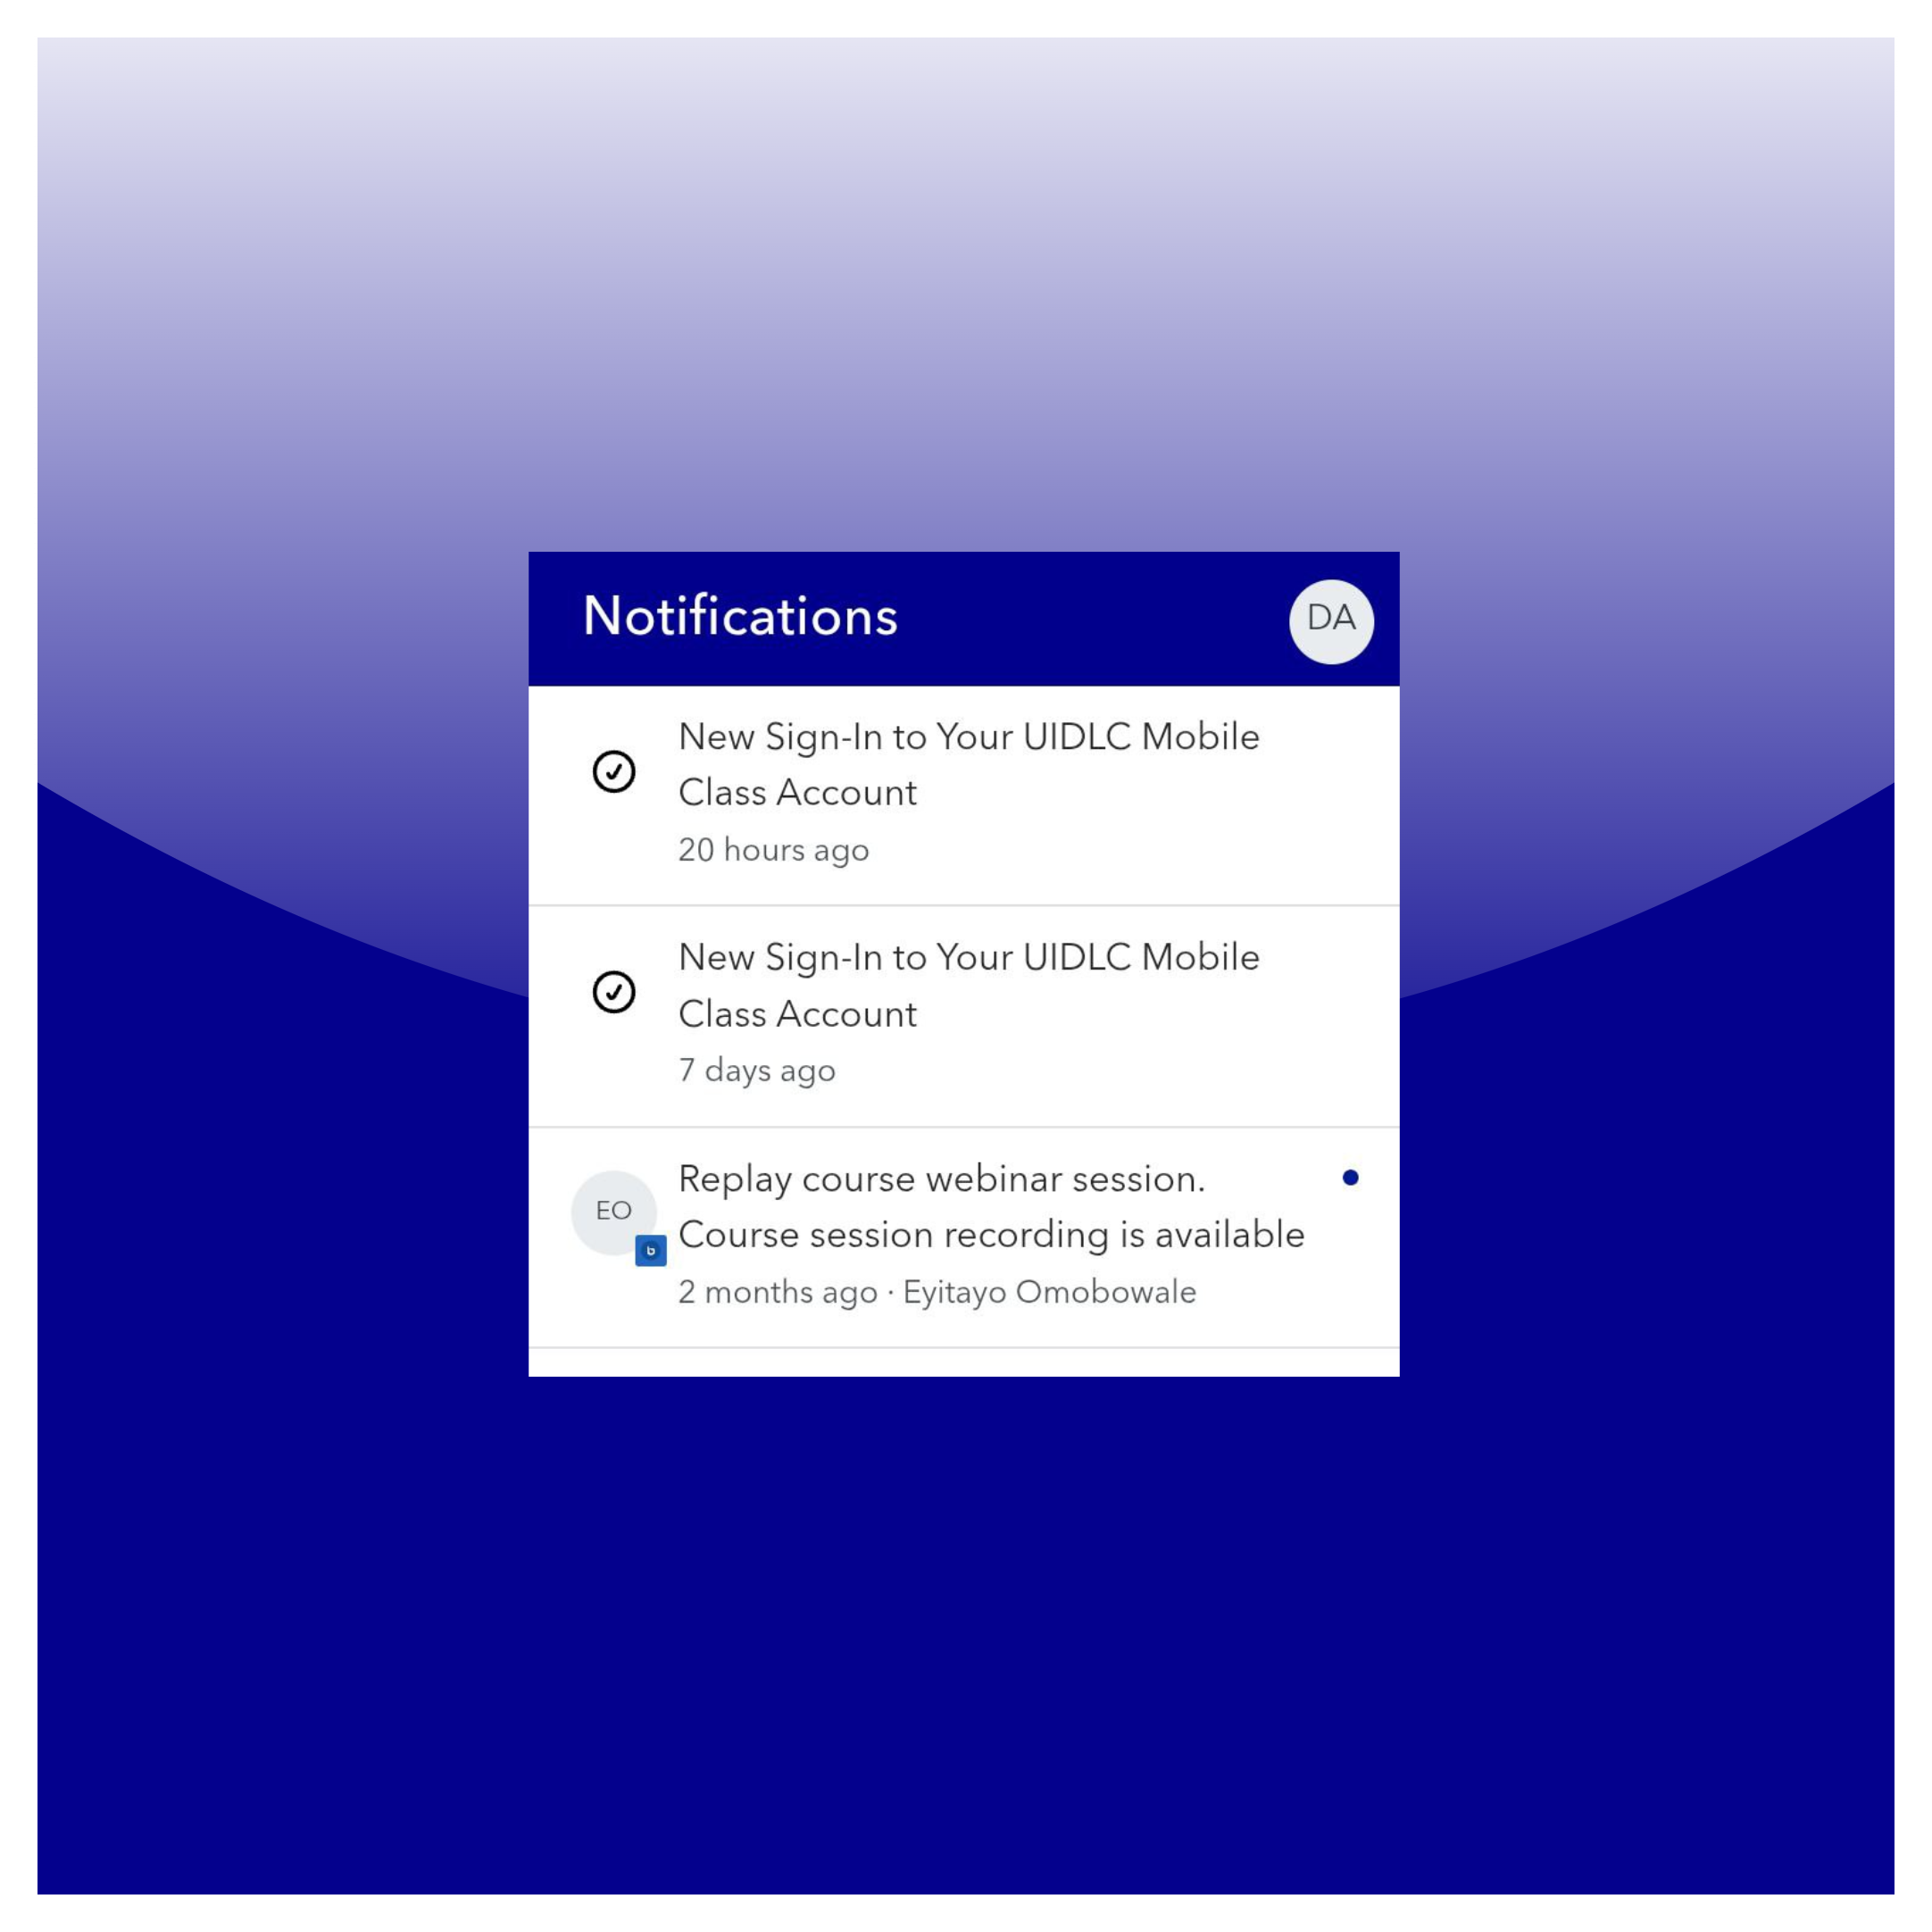 Notifications
DA
New Sign-In to Your UIDLC Mobile
Class Account
20 hours ago
New Sign-In to Your UIDLC Mobile
Class Account
7 days ago
EO
b
Replay course webinar session.
Course session recording is available
2 months ago · Eyitayo Omobowale